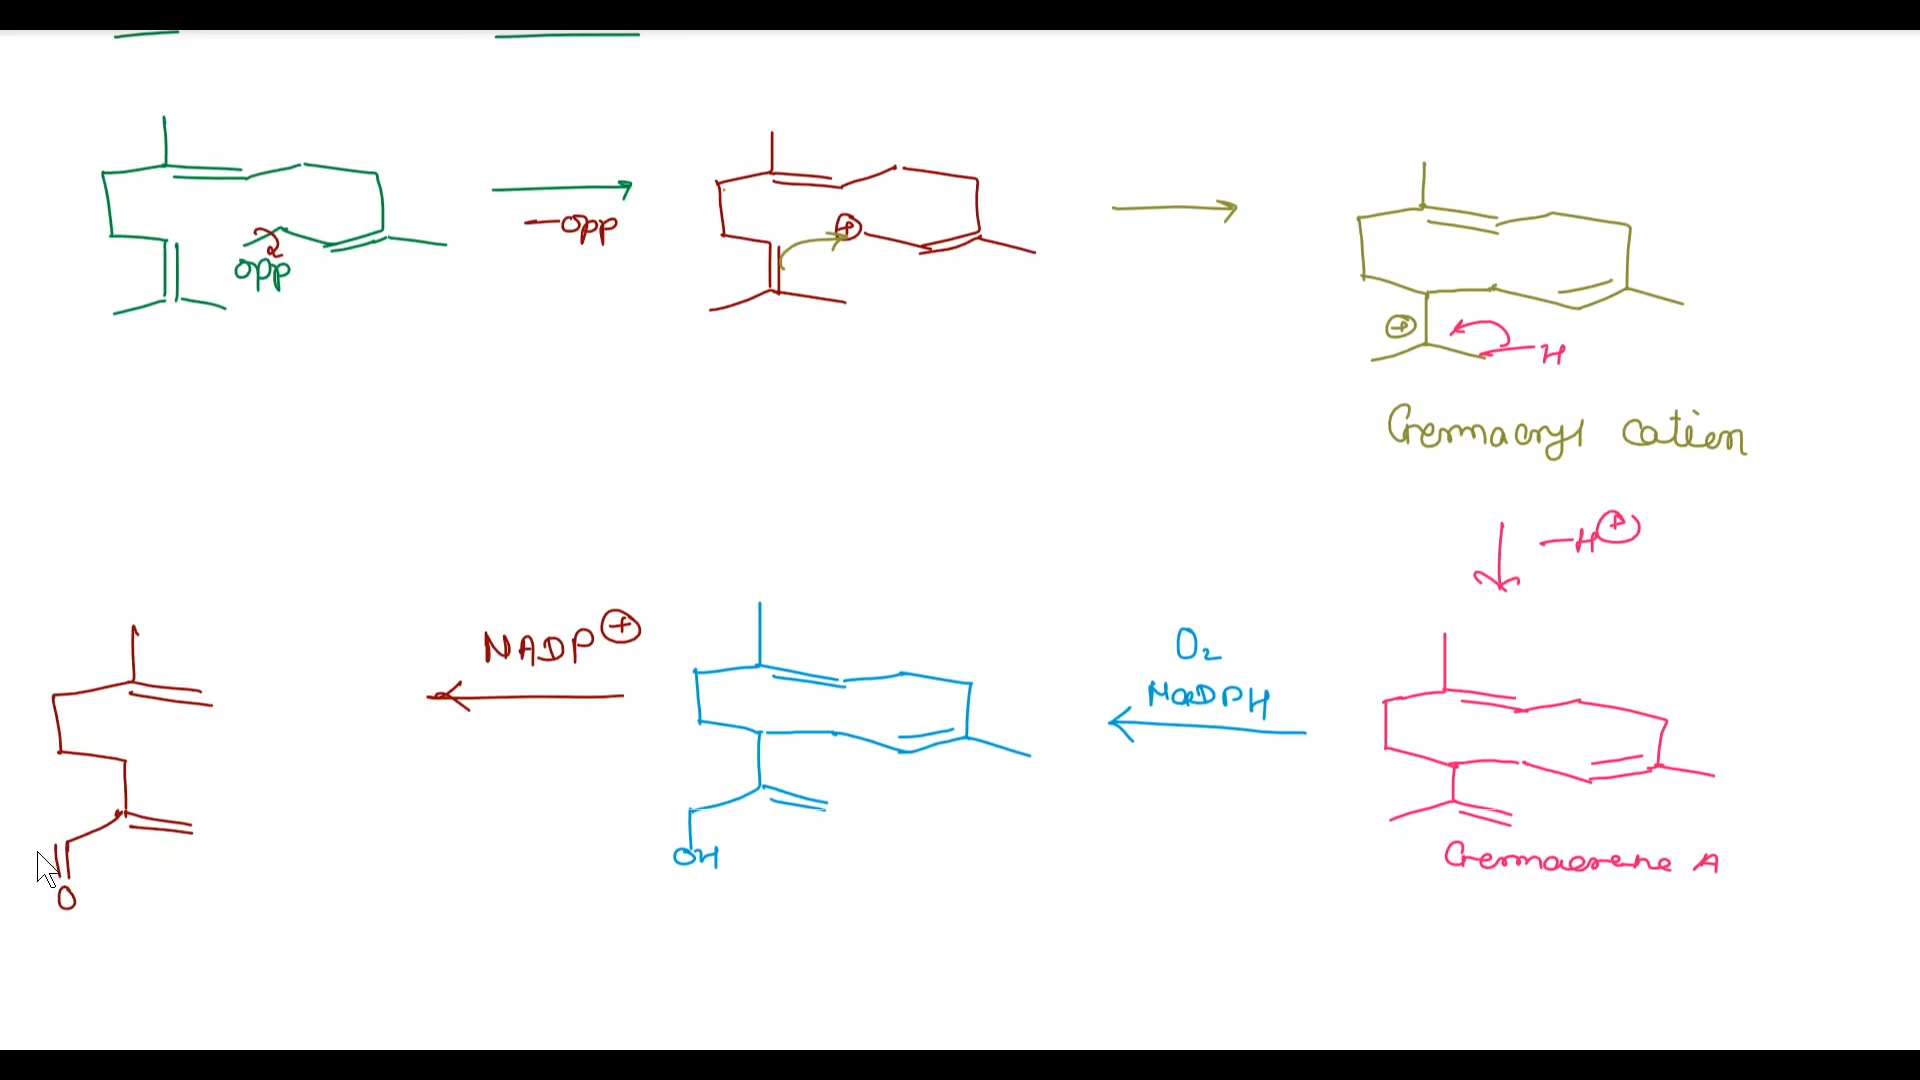 OPP
—OPP
⊕
⊕
H
Germacryl cation
—H⊕
NADP⊕
O₂
NADPH
OH
Germacrene A
O